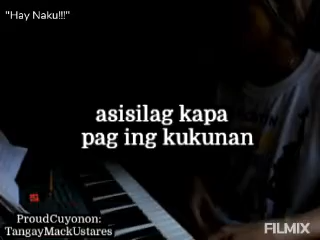 "Hay Naku!!!"
asisilag kapa
pag ing kukunan
ProudCuyonon:
TangayMackUstares
FILMIX